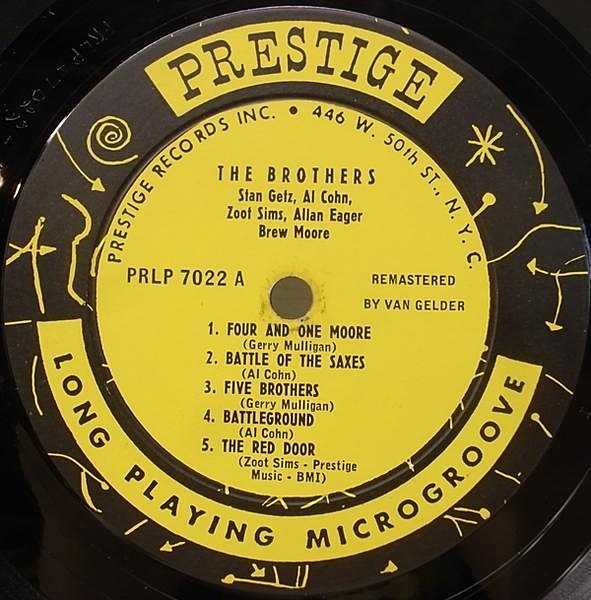 PRESTIGE
PRESTIGE RECORDS INC. • 446 W. 50th ST., N.Y.C.
THE BROTHERS
Stan Getz, Al Cohn,
Zoot Sims, Allan Eager
Brew Moore
PRLP 7022 A
REMASTERED
BY VAN GELDER
1. FOUR AND ONE MOORE
(Gerry Mulligan)
2. BATTLE OF THE SAXES
(Al Cohn)
3. FIVE BROTHERS
(Gerry Mulligan)
4. BATTLEGROUND
(Al Cohn)
5. THE RED DOOR
(Zoot Sims - Prestige
Music - BMI)
LONG PLAYING MICROGROOVE